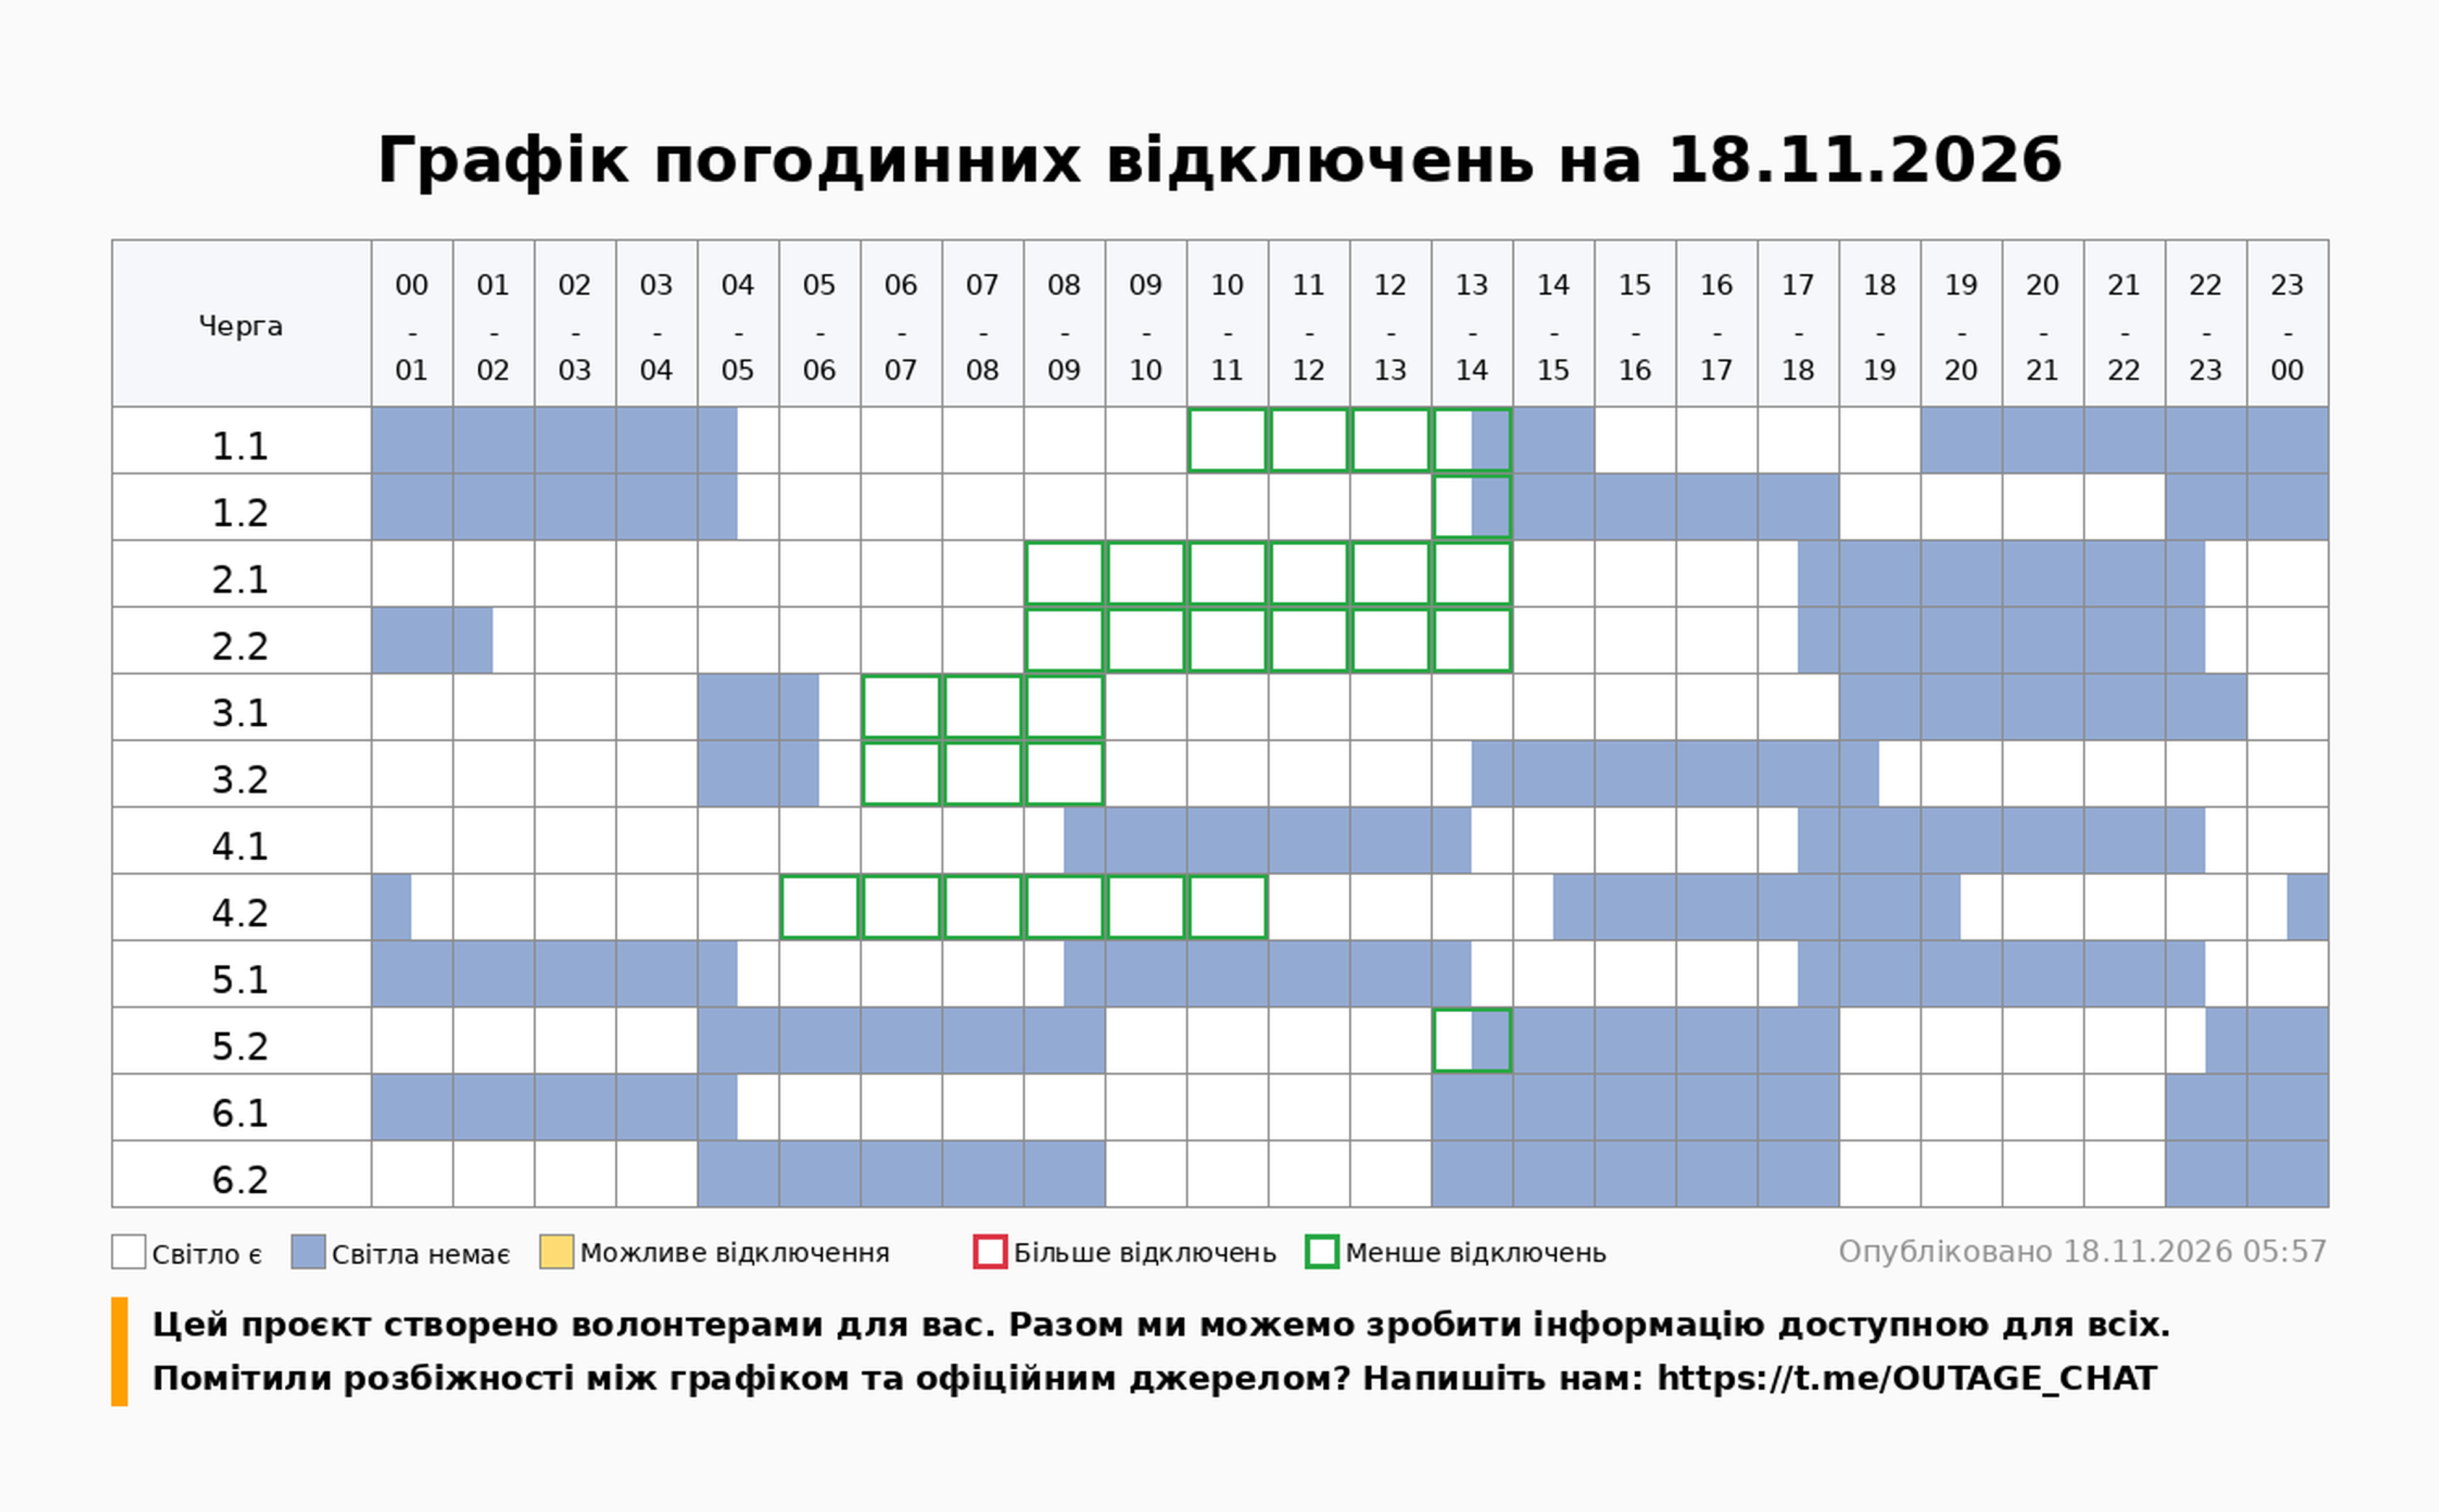 Графік погодинних відключень на 18.11.2026
Черга 00 - 01 01 - 02 02 - 03 03 - 04 04 - 05 05 - 06 06 - 07 07 - 08 08 - 09 09 - 10 10 - 11 11 - 12 12 - 13 13 - 14 14 - 15 15 - 16 16 - 17 17 - 18 18 - 19 19 - 20 20 - 21 21 - 22 22 - 23 23 - 00
1.1
1.2
2.1
2.2
3.1
3.2
4.1
4.2
5.1
5.2
6.1
6.2
Світло є Світла немає Можливе відключення Більше відключень Менше відключень Опубліковано 18.11.2026 05:57
Цей проєкт створено волонтерами для вас. Разом ми можемо зробити інформацію доступною для всіх.
Помітили розбіжності між графіком та офіційним джерелом? Напишіть нам: https://t.me/OUTAGE_CHAT